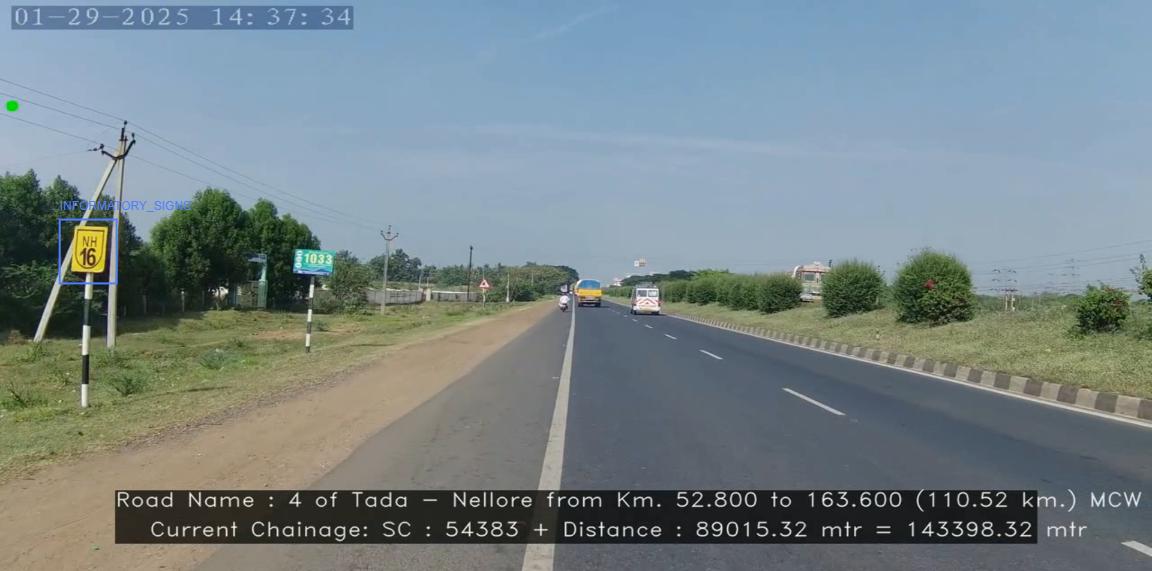 01-29-2025 14:37:34
INFORMATORY_SIGNS
NH
16
1033
Road Name : 4 of Tada - Nellore from Km. 52.800 to 163.600 (110.52 km.) MCW
Current Chainage: SC : 54383 + Distance : 89015.32 mtr = 143398.32 mtr